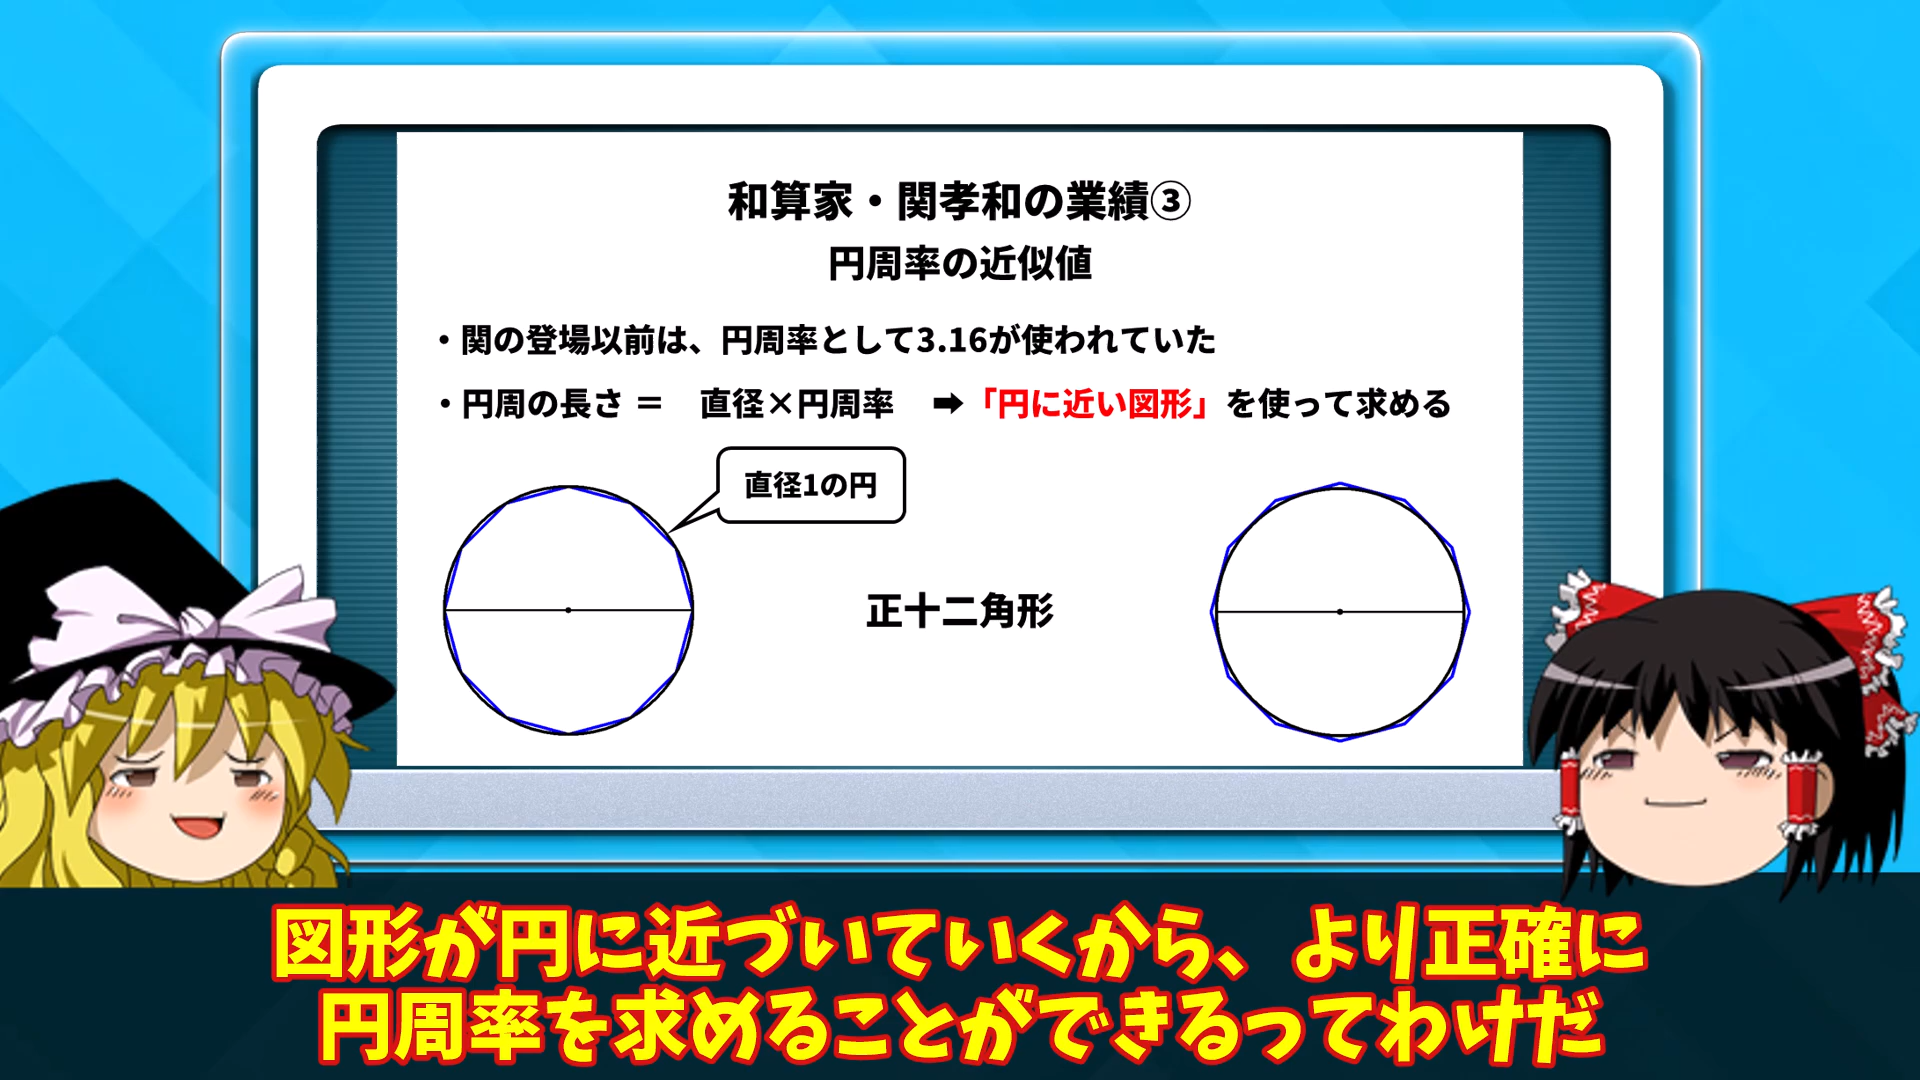 和算家・関孝和の業績③
円周率の近似値
・関の登場以前は、円周率として3.16が使われていた
・円周の長さ ＝　直径×円周率　➡「円に近い図形」を使って求める
直径1の円
正十二角形
図形が円に近づいていくから、より正確に
円周率を求めることができるってわけだ